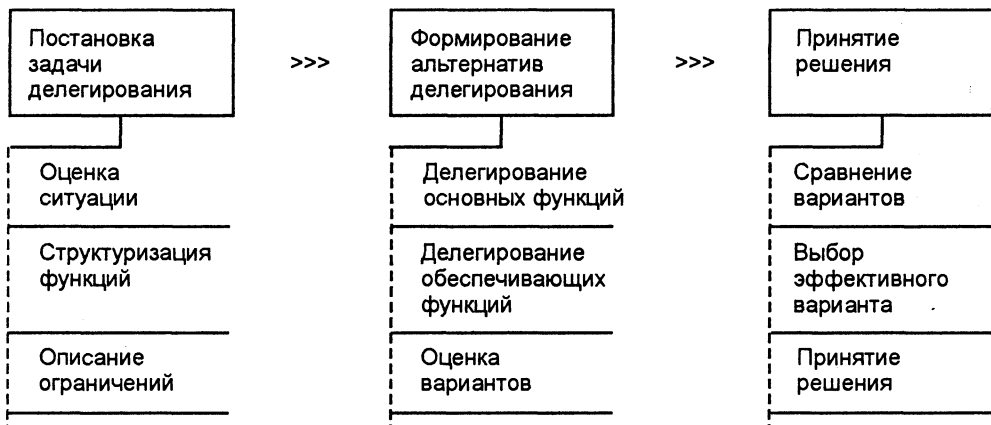 Постановка
задачи
делегирования
>>>
Формирование
альтернатив
делегирования
>>>
Принятие
решения
Оценка
ситуации
Структуризация
функций
Описание
ограничений
Делегирование
основных функций
Делегирование
обеспечивающих
функций
Оценка
вариантов
Сравнение
вариантов
Выбор
эффективного
варианта
Принятие
решения